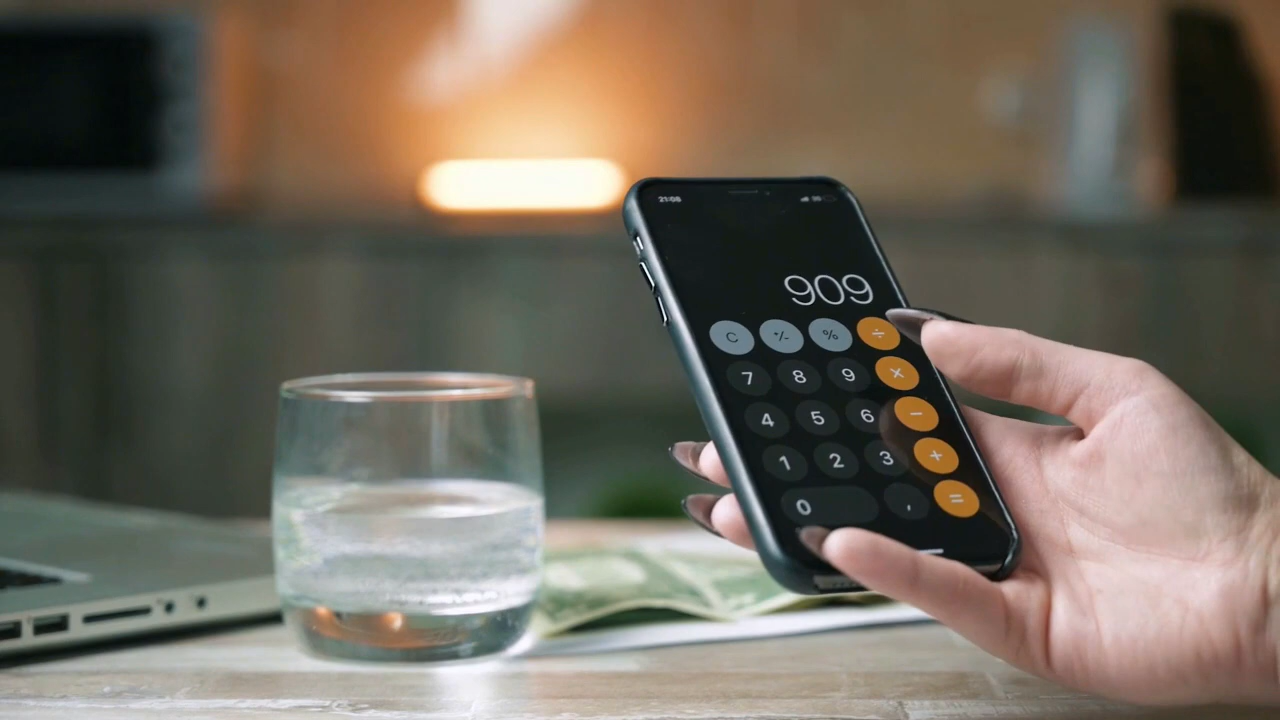 21:08
909
C +/- % ÷
7 8 9 ×
4 5 6 −
1 2 3 +
0 , =